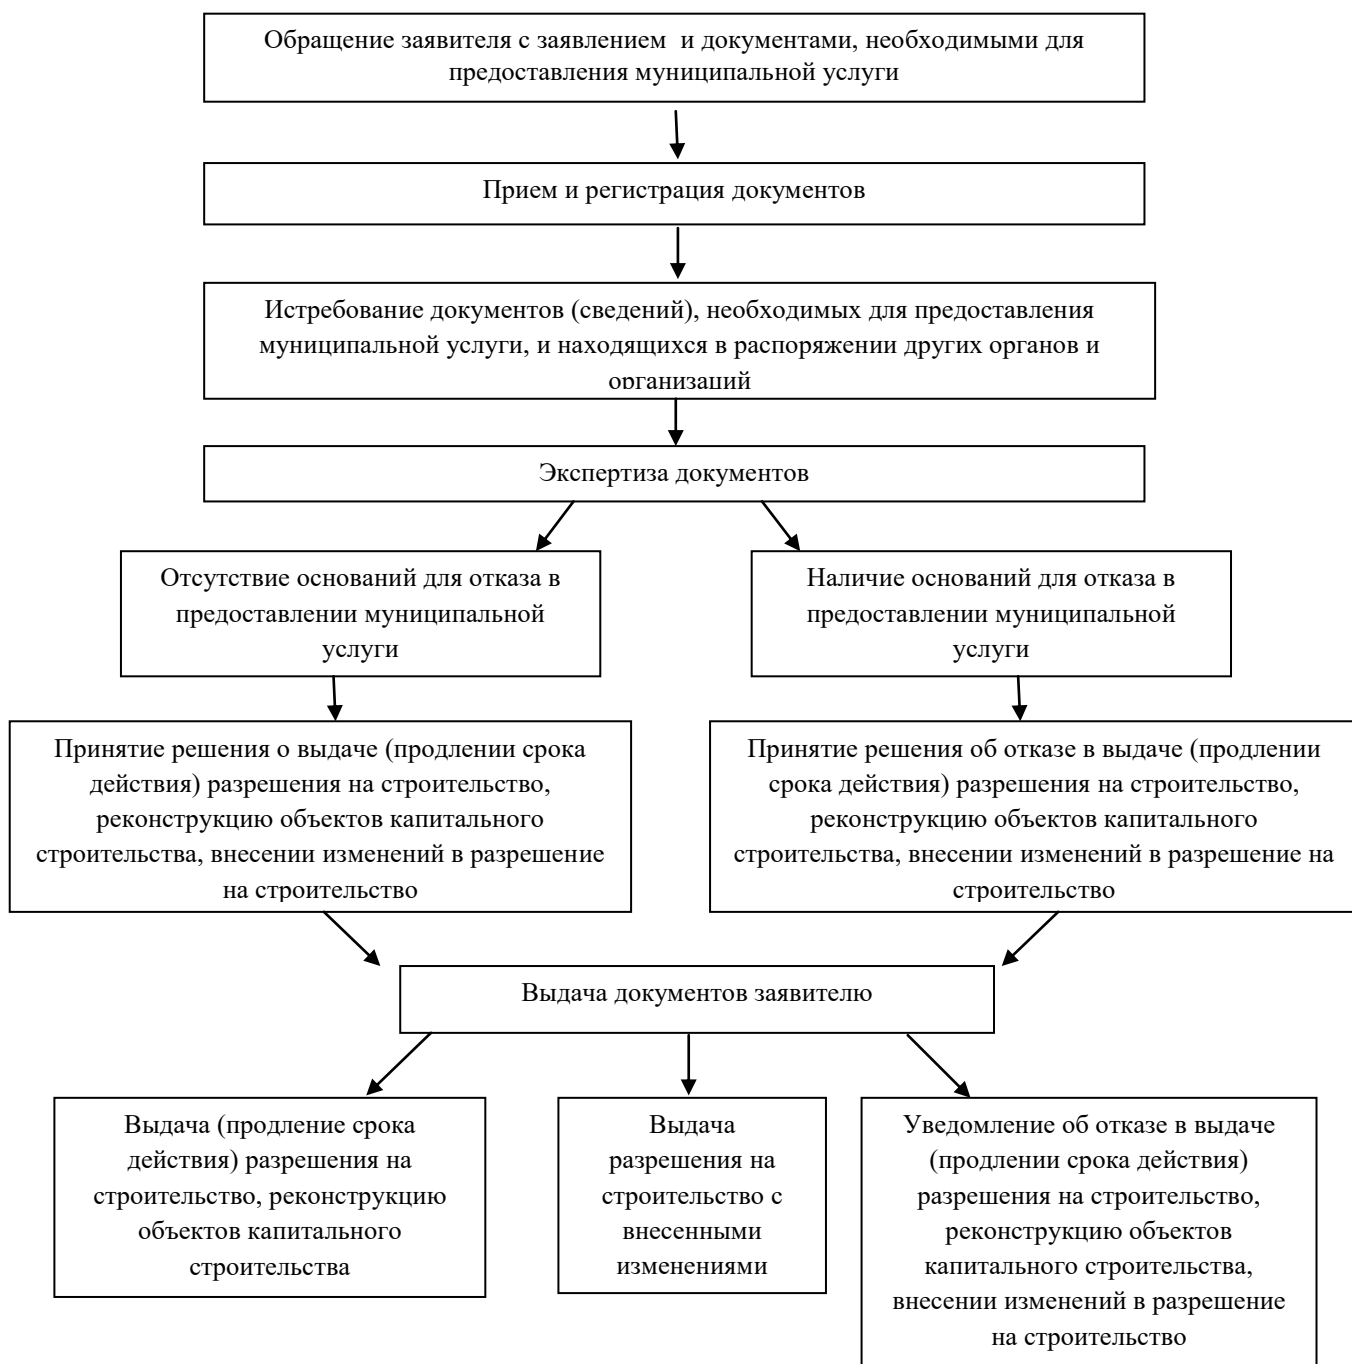 Обращение заявителя с заявлением и документами, необходимыми для
предоставления муниципальной услуги
Прием и регистрация документов
Истребование документов (сведений), необходимых для предоставления
муниципальной услуги, и находящихся в распоряжении других органов и
организаций
Экспертиза документов
Отсутствие оснований для отказа в
предоставлении муниципальной
услуги
Наличие оснований для отказа в
предоставлении муниципальной
услуги
Принятие решения о выдаче (продлении срока
действия) разрешения на строительство,
реконструкцию объектов капитального
строительства, внесении изменений в разрешение
на строительство
Принятие решения об отказе в выдаче (продлении
срока действия) разрешения на строительство,
реконструкцию объектов капитального
строительства, внесении изменений в разрешение на
строительство
Выдача документов заявителю
Выдача (продление срока
действия) разрешения на
строительство, реконструкцию
объектов капитального
строительства
Выдача
разрешения на
строительство с
внесенными
изменениями
Уведомление об отказе в выдаче
(продлении срока действия)
разрешения на строительство,
реконструкцию объектов
капитального строительства,
внесении изменений в разрешение
на строительство